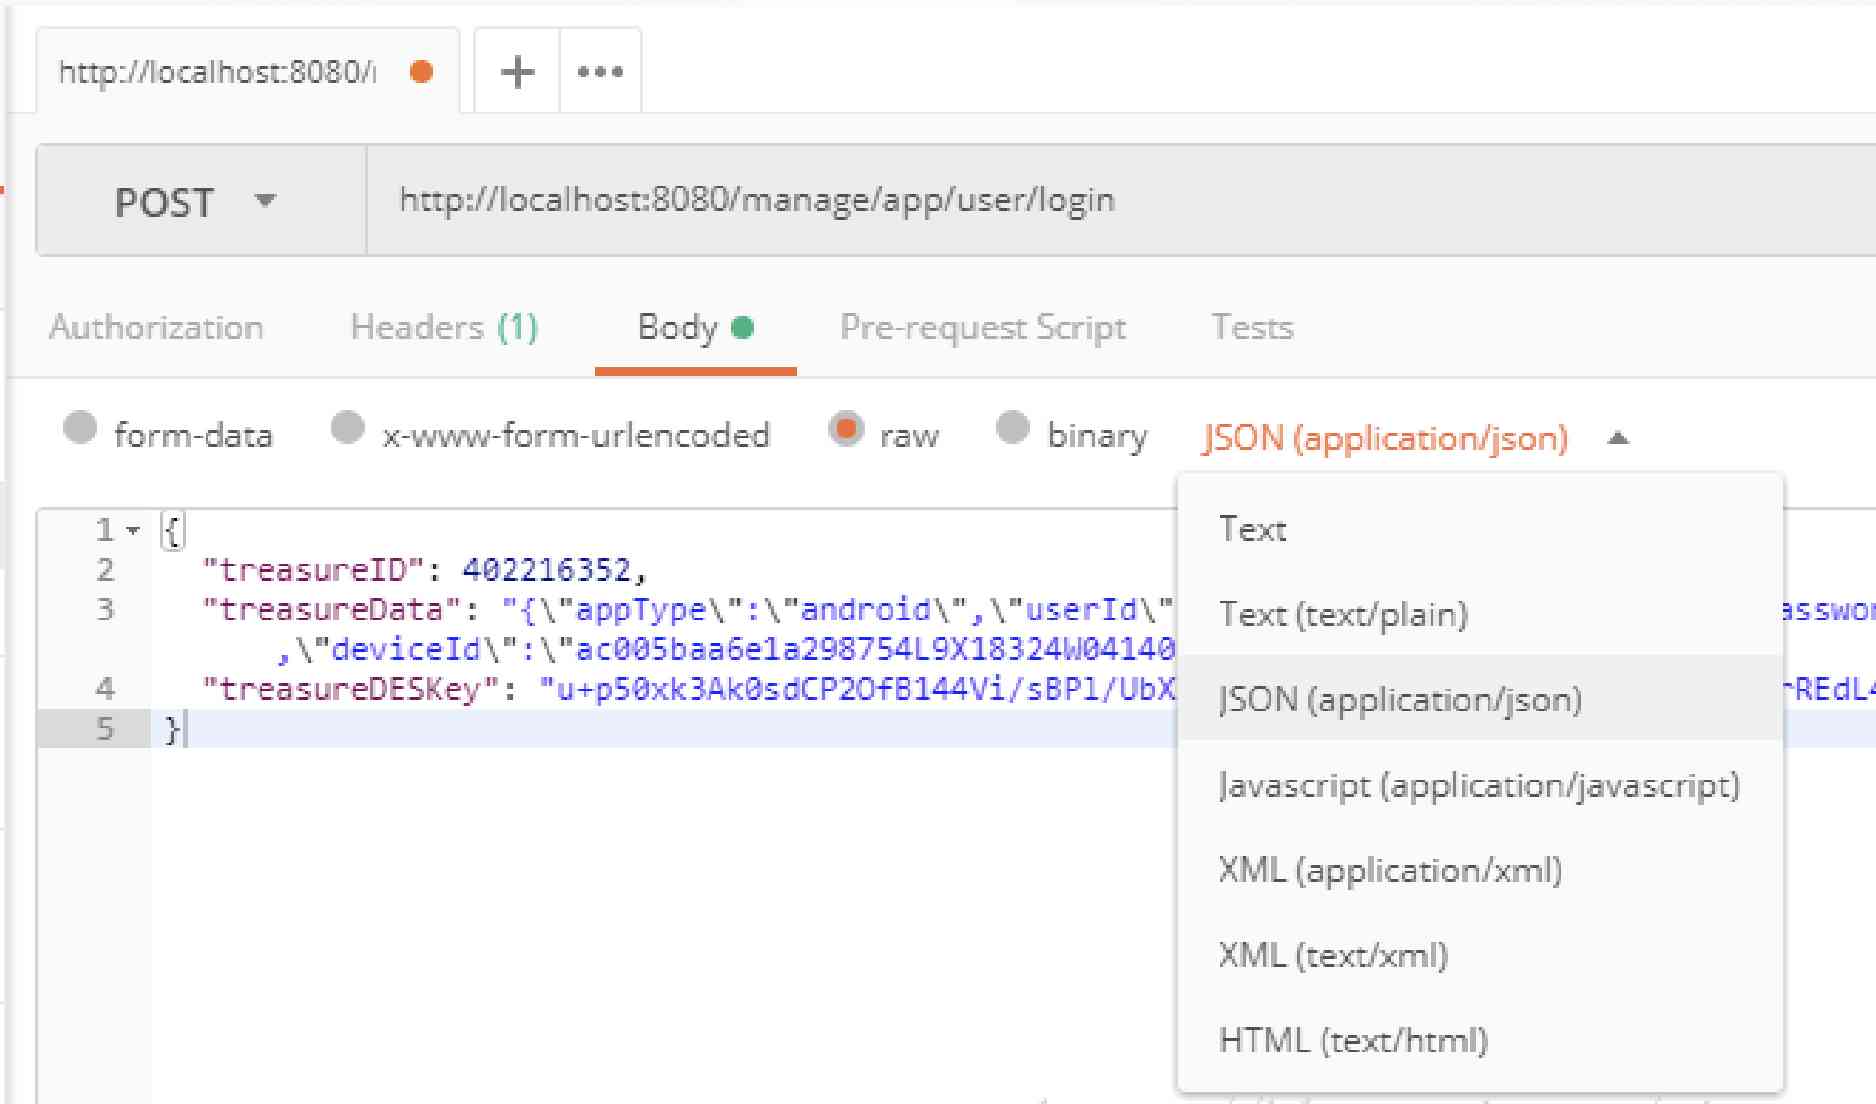 http://localhost:8080/
POST http://localhost:8080/manage/app/user/login
Authorization Headers (1) Body Pre-request Script Tests
form-data x-www-form-urlencoded raw binary JSON (application/json)
1 {
2 "treasureID": 402216352,
3 "treasureData": "{\"appType\":\"android\",\"userId\"
,\"deviceId\":\"ac005baa6e1a298754L9X18324W04140
4 "treasureDESKey": "u+p50xk3Ak0sdCP2OfB144Vi/sBPl/UbX
5 }
Text
Text (text/plain)
JSON (application/json)
Javascript (application/javascript)
XML (application/xml)
XML (text/xml)
HTML (text/html)